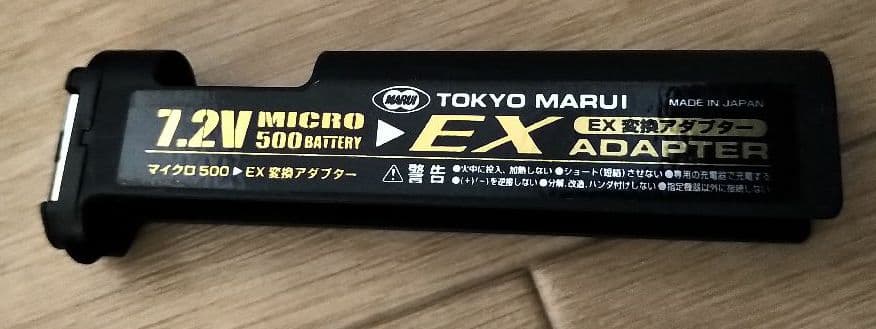 MARUI TOKYO MARUI MADE IN JAPAN
7.2V MICRO 500 BATTERY ▶ EX EX 変換アダプター ADAPTER
マイクロ500 ▶ EX 変換アダプター
⚠ 警告 ●火中に投入、加熱しない ●ショート(短絡)させない ●専用の充電器で充電する
●(+)(−)を逆接しない ●分解、改造、ハンダ付けしない ●指定機器以外に接続しない